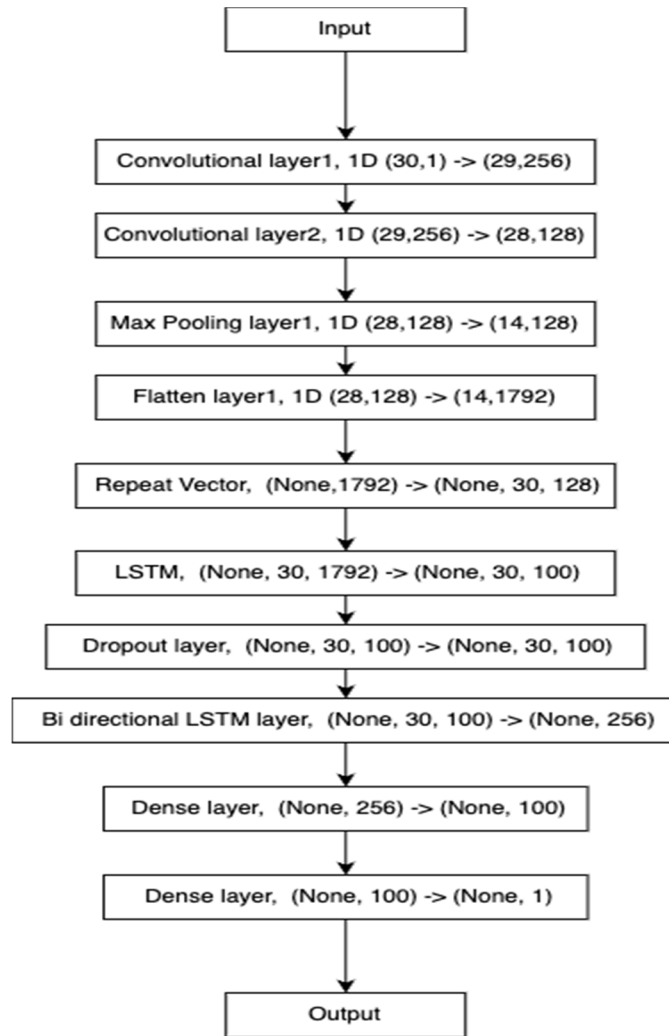 Input
Convolutional layer1, 1D (30,1) -> (29,256)
Convolutional layer2, 1D (29,256) -> (28,128)
Max Pooling layer1, 1D (28,128) -> (14,128)
Flatten layer1, 1D (28,128) -> (14,1792)
Repeat Vector, (None,1792) -> (None, 30, 128)
LSTM, (None, 30, 1792) -> (None, 30, 100)
Dropout layer, (None, 30, 100) -> (None, 30, 100)
Bi directional LSTM layer, (None, 30, 100) -> (None, 256)
Dense layer, (None, 256) -> (None, 100)
Dense layer, (None, 100) -> (None, 1)
Output